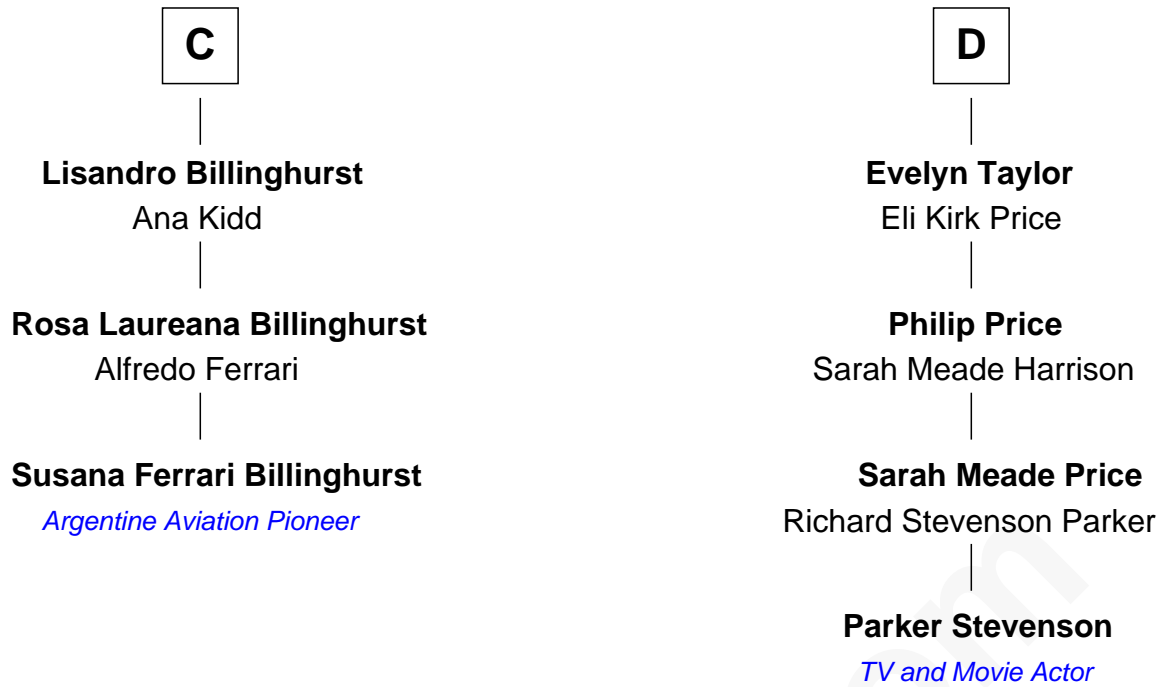 C
Lisandro Billinghurst
Ana Kidd
Rosa Laureana Billinghurst
Alfredo Ferrari
Susana Ferrari Billinghurst
Argentine Aviation Pioneer
D
Evelyn Taylor
Eli Kirk Price
Philip Price
Sarah Meade Harrison
Sarah Meade Price
Richard Stevenson Parker
Parker Stevenson
TV and Movie Actor